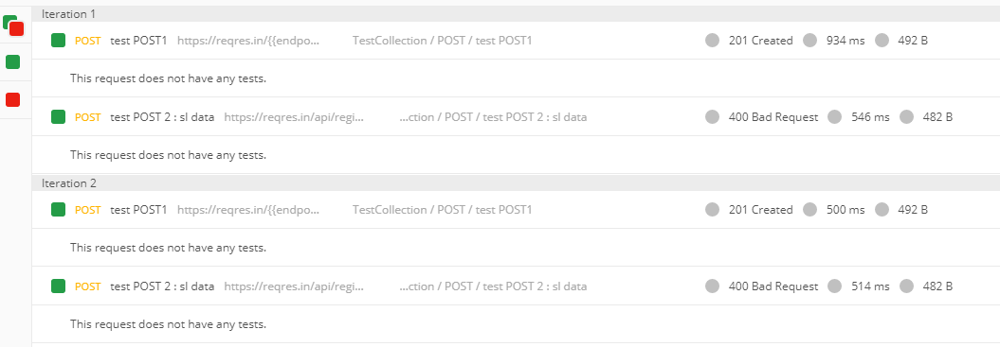 Iteration 1
POST test POST1 https://reqres.in/{{endpo... TestCollection / POST / test POST1 201 Created 934 ms 492 B
This request does not have any tests.
POST test POST 2 : sl data https://reqres.in/api/regi... ...ction / POST / test POST 2 : sl data 400 Bad Request 546 ms 482 B
This request does not have any tests.
Iteration 2
POST test POST1 https://reqres.in/{{endpo... TestCollection / POST / test POST1 201 Created 500 ms 492 B
This request does not have any tests.
POST test POST 2 : sl data https://reqres.in/api/regi... ...ction / POST / test POST 2 : sl data 400 Bad Request 514 ms 482 B
This request does not have any tests.